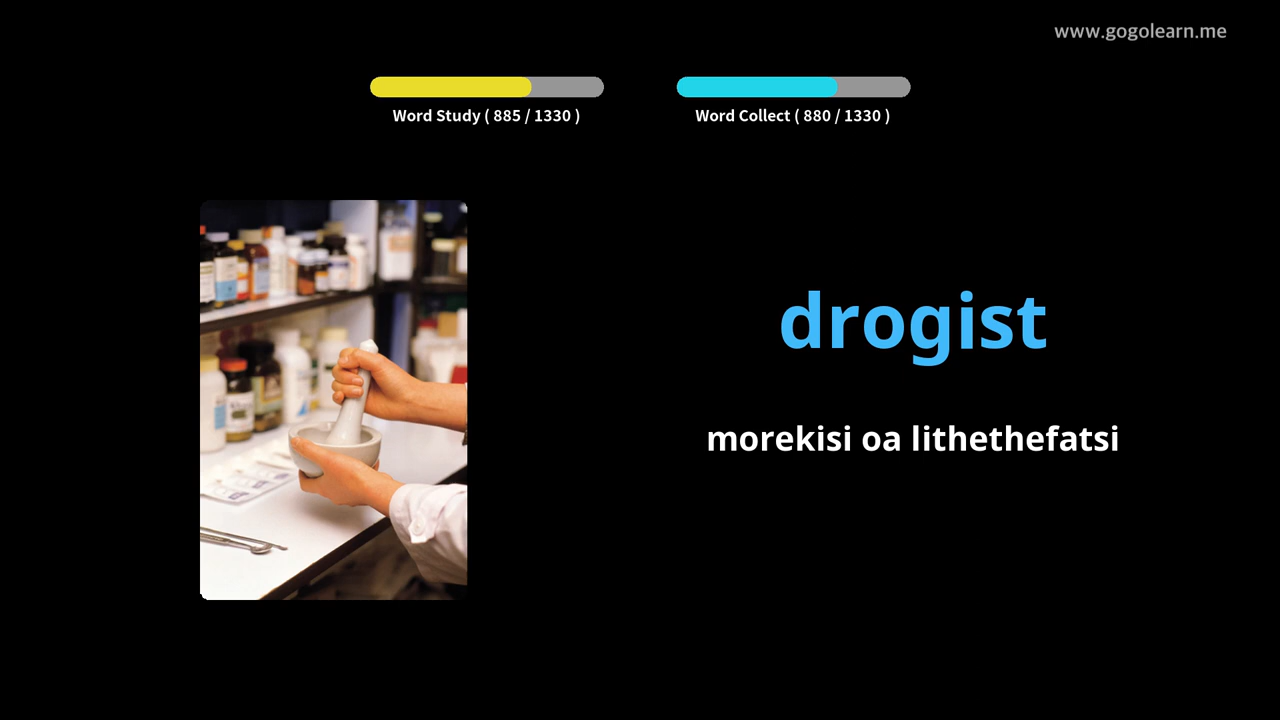 www.gogolearn.me
Word Study ( 885 / 1330 )
Word Collect ( 880 / 1330 )
drogist
morekisi oa lithethefatsi